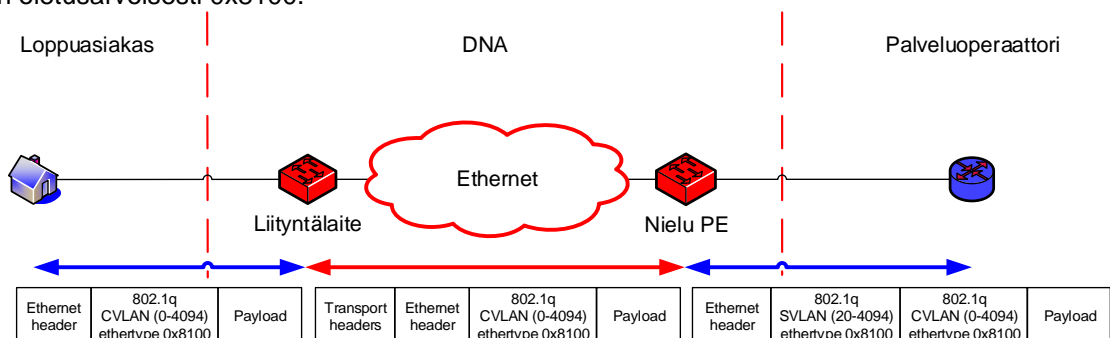 Loppuasiakas
DNA
Palveluoperaattori
Ethernet
Liityntälaite
Nielu PE
Ethernet
header
802.1q
CVLAN (0-4094)
ethertype 0x8100
Payload
Transport
headers
Ethernet
header
802.1q
CVLAN (0-4094)
ethertype 0x8100
Payload
Ethernet
header
802.1q
SVLAN (20-4094)
ethertype 0x8100
802.1q
CVLAN (0-4094)
ethertype 0x8100
Payload